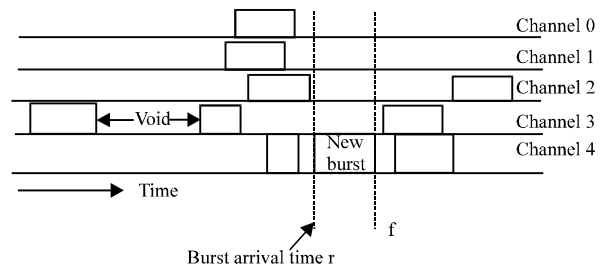 Channel 0
Channel 1
Channel 2
Void
Channel 3
New
burst
Channel 4
Time
f
Burst arrival time r